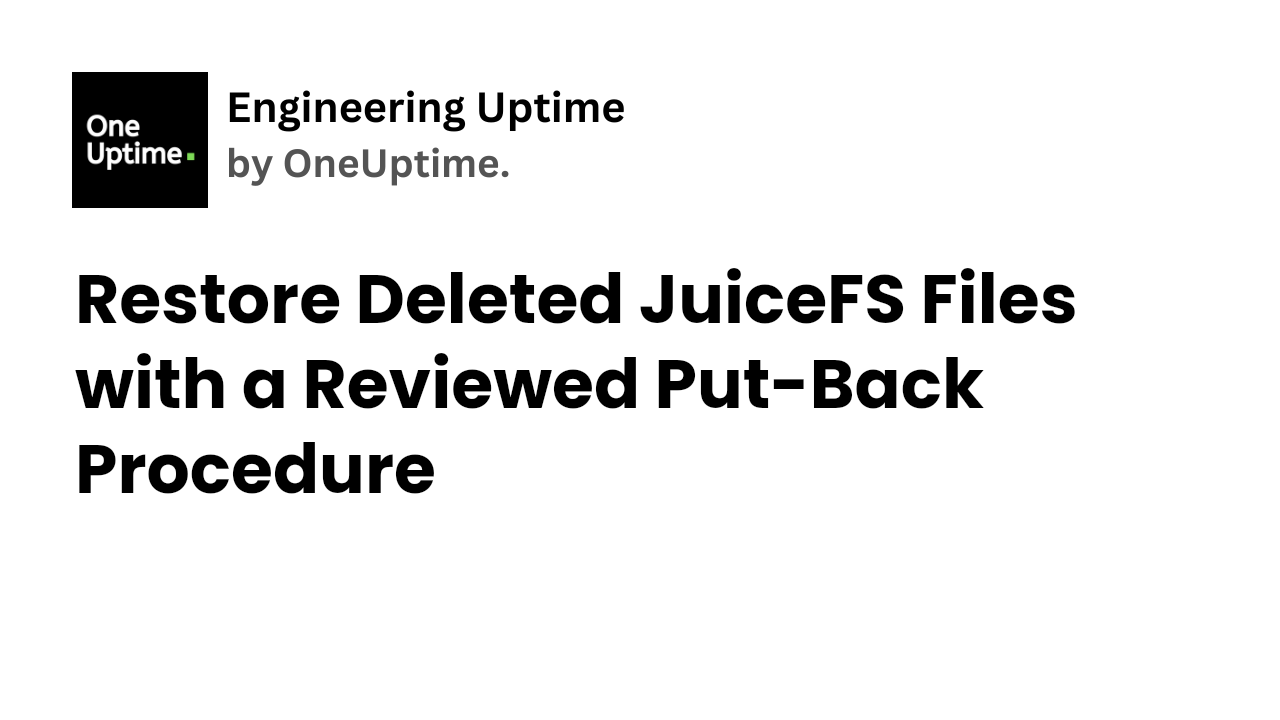 One
Uptime.
Engineering Uptime
by OneUptime.
Restore Deleted JuiceFS Files
with a Reviewed Put-Back
Procedure